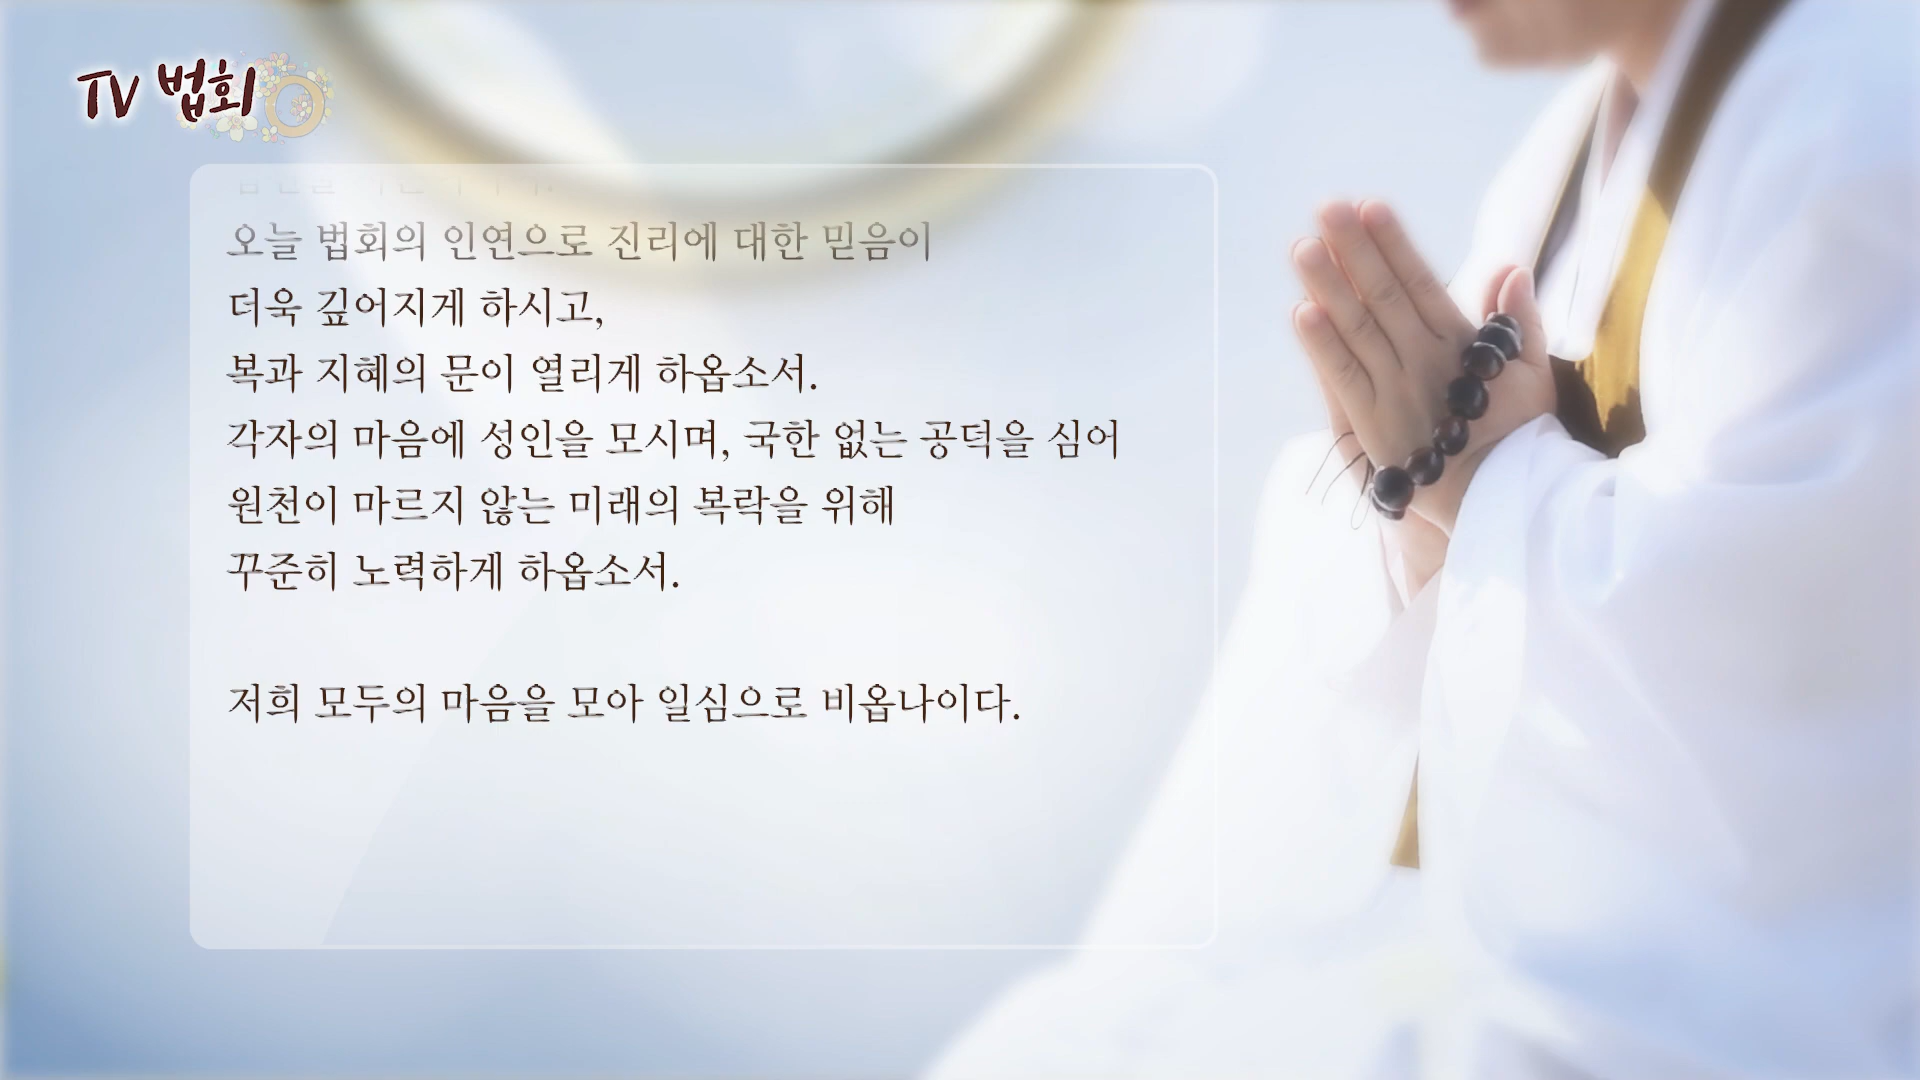 TV 법회
오늘 법회의 인연으로 진리에 대한 믿음이
더욱 깊어지게 하시고,
복과 지혜의 문이 열리게 하옵소서.
각자의 마음에 성인을 모시며, 국한 없는 공덕을 심어
원천이 마르지 않는 미래의 복락을 위해
꾸준히 노력하게 하옵소서.
저희 모두의 마음을 모아 일심으로 비옵나이다.